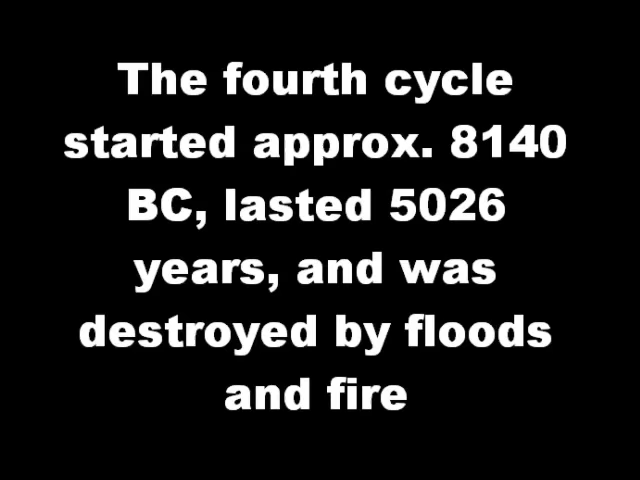 The fourth cycle
started approx. 8140
BC, lasted 5026
years, and was
destroyed by floods
and fire